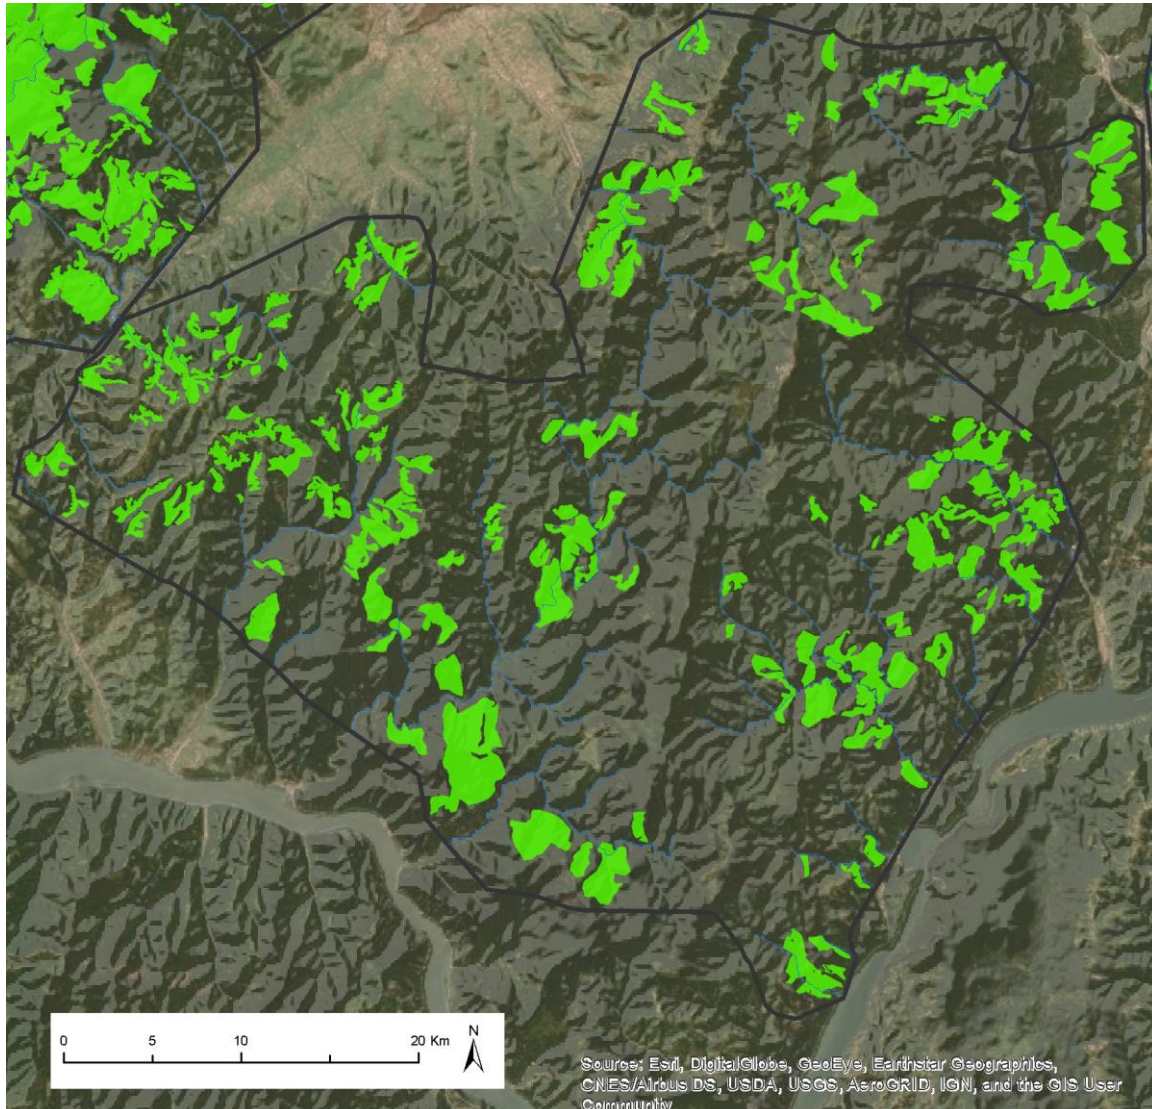 0 5 10 20 Km
N
Source: Esri, DigitalGlobe, GeoEye, Earthstar Geographics,
CNES/Airbus DS, USDA, USGS, AeroGRID, IGN, and the GIS User
Community